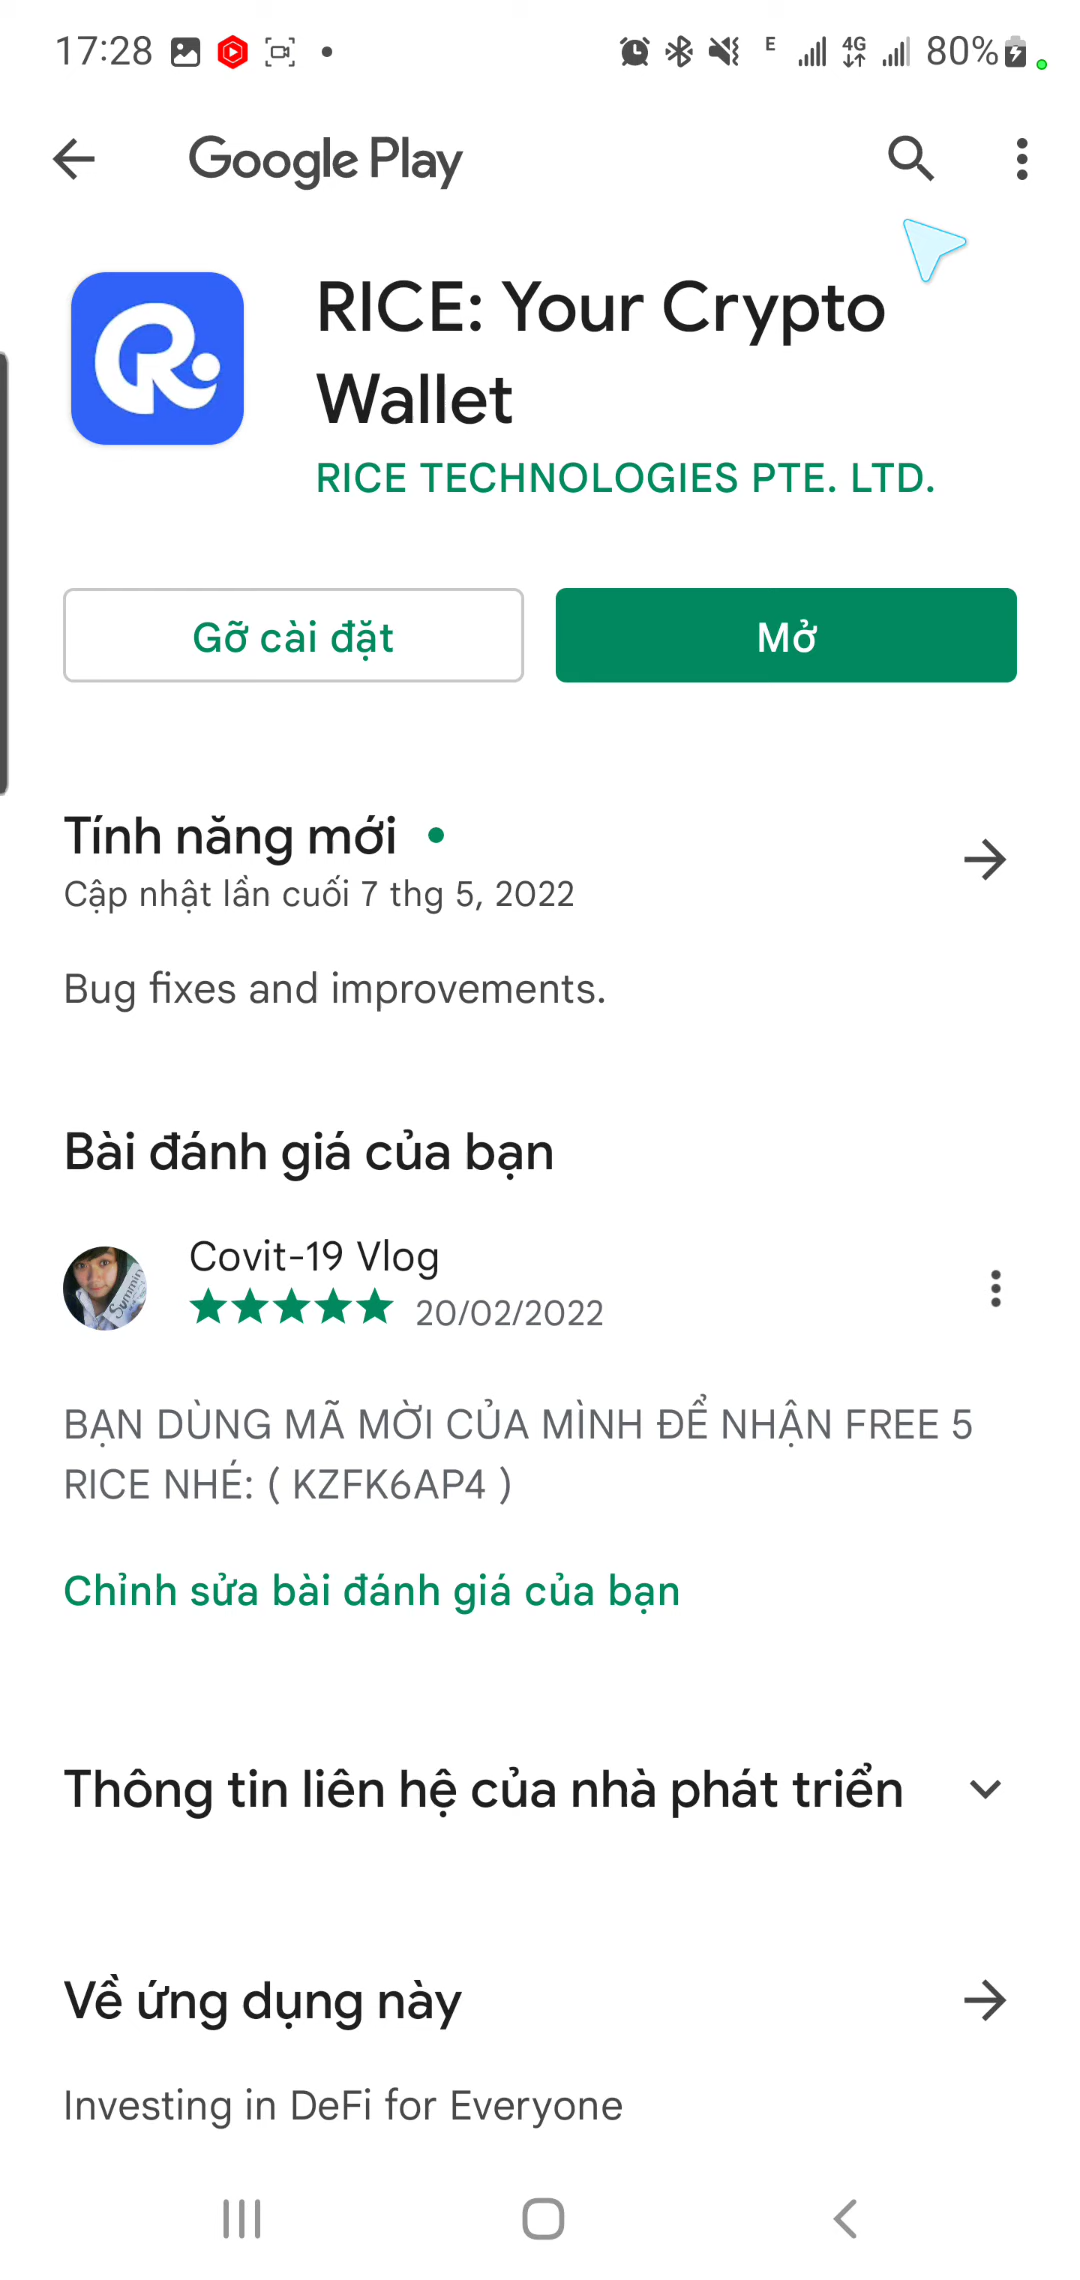 17:28
E
4G
80%
Google Play
RICE: Your Crypto
Wallet
RICE TECHNOLOGIES PTE. LTD.
Gỡ cài đặt
Mở
Tính năng mới
Cập nhật lần cuối 7 thg 5, 2022
Bug fixes and improvements.
Bài đánh giá của bạn
Covit-19 Vlog
20/02/2022
Summin
BẠN DÙNG MÃ MỜI CỦA MÌNH ĐỂ NHẬN FREE 5
RICE NHÉ: ( KZFK6AP4 )
Chỉnh sửa bài đánh giá của bạn
Thông tin liên hệ của nhà phát triển
Về ứng dụng này
Investing in DeFi for Everyone